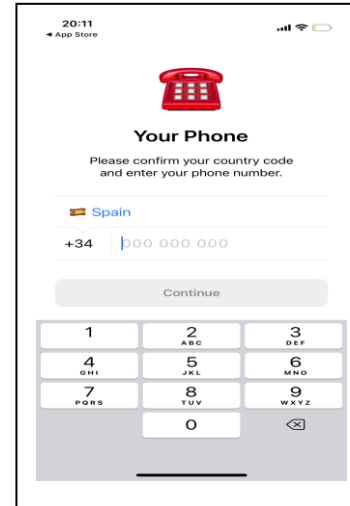 20:11
◀ App Store
Your Phone
Please confirm your country code
and enter your phone number.
Spain
+34 000 000 000
Continue
1 2 3
ABC DEF
4 5 6
GHI JKL MNO
7 8 9
PQRS TUV WXYZ
0